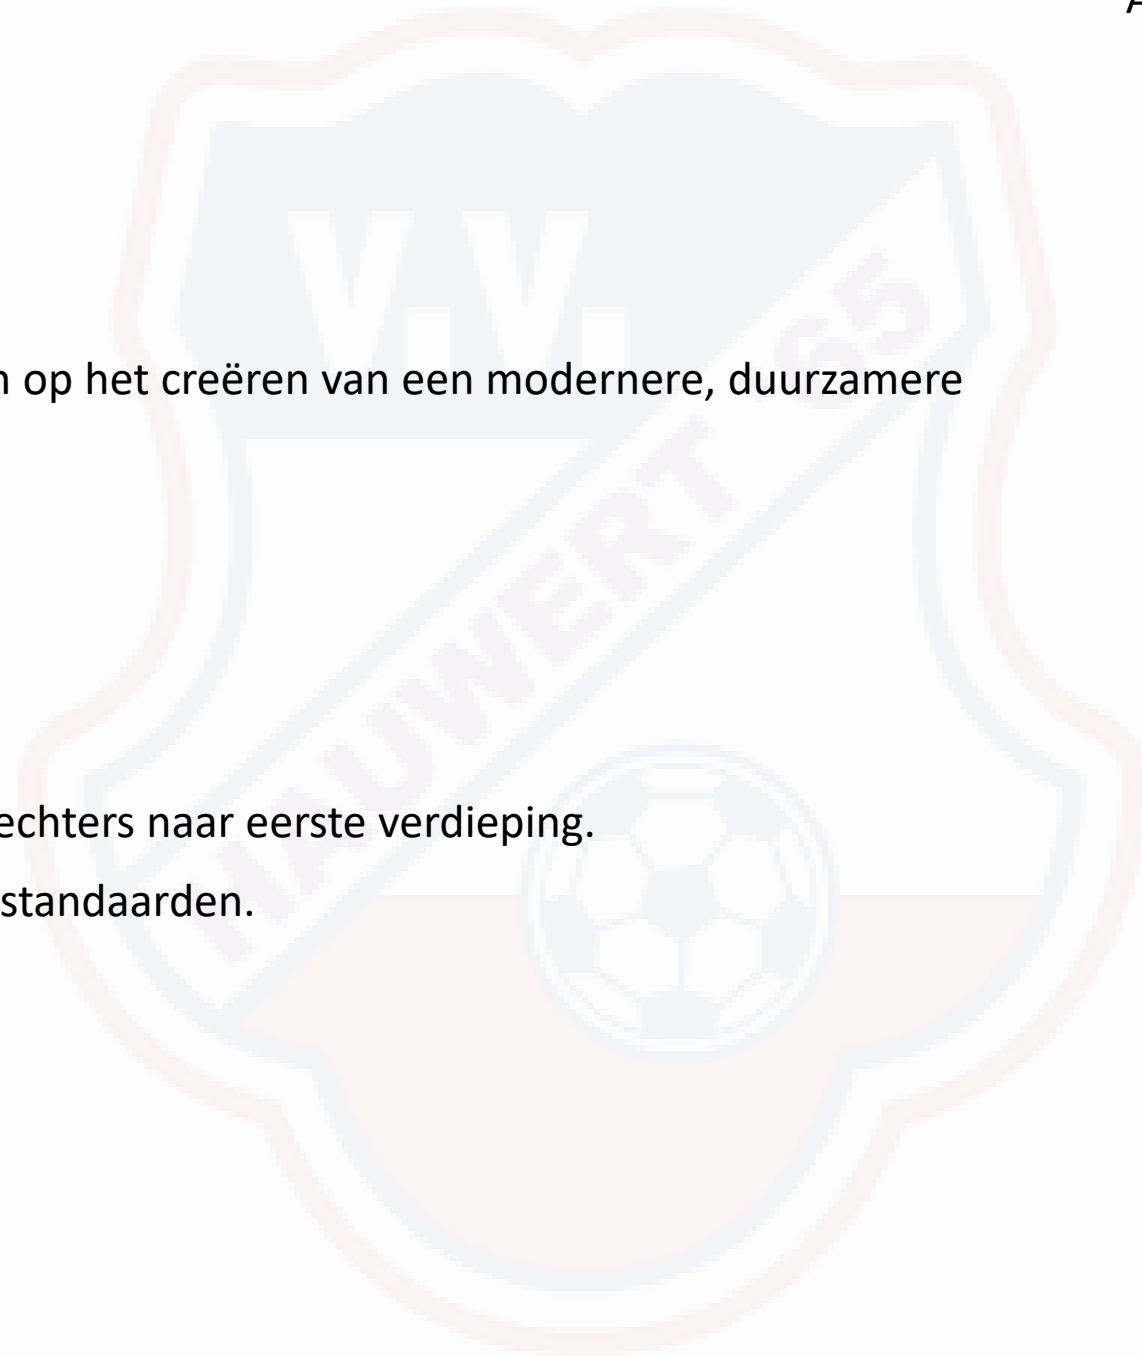 V.V.
HAUWERT '65
n op het creëren van een modernere, duurzamere
echters naar eerste verdieping.
standaarden.